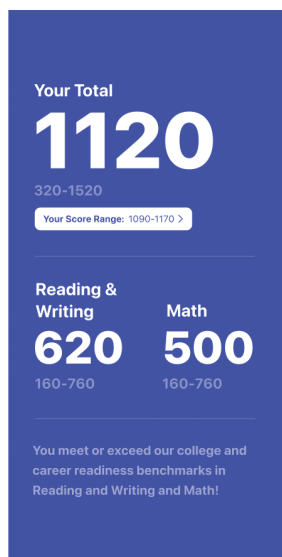 Your Total
1120
320-1520
Your Score Range: 1090-1170 >
Reading &
Writing
Math
620
500
160-760
160-760
You meet or exceed our college and
career readiness benchmarks in
Reading and Writing and Math!